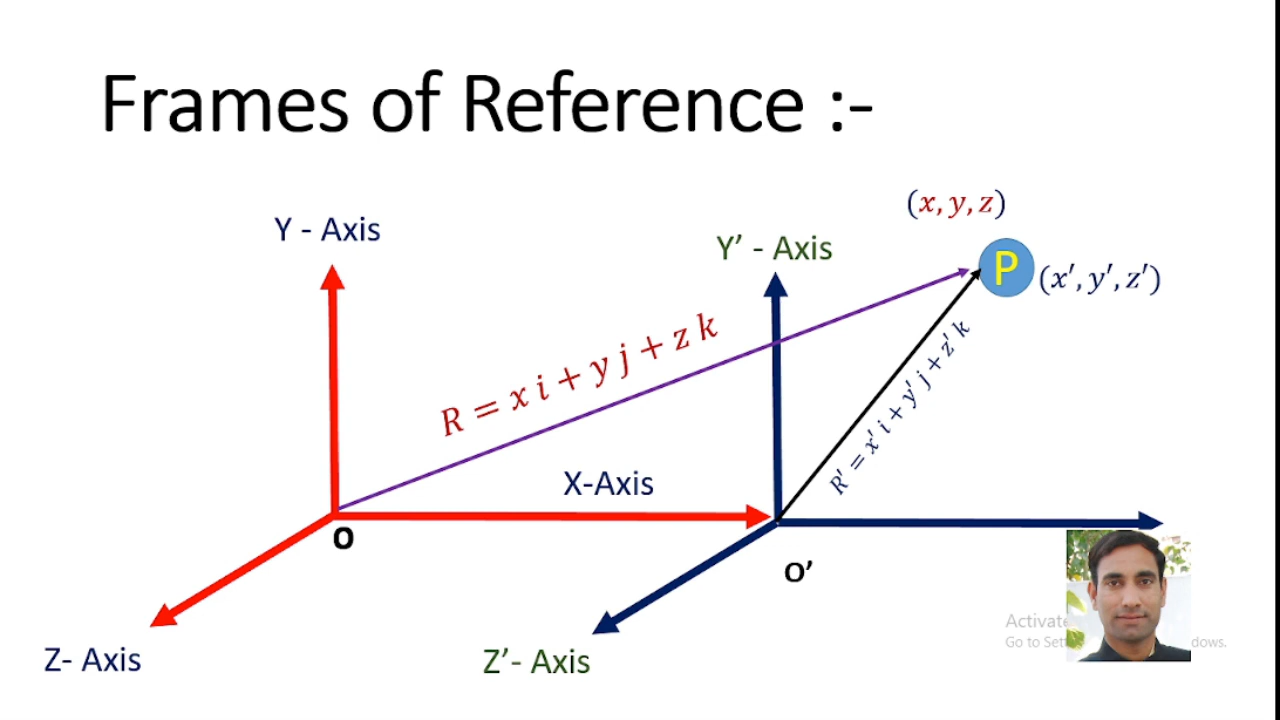 Frames of Reference :-
(x, y, z)
Y - Axis
Y’ - Axis
P
(x′, y′, z′)
R = x i + y j + z k
R′ = x′ i + y′ j + z′ k
X-Axis
O
O’
Z- Axis
Z’- Axis
Activate
Go to Set
dows.